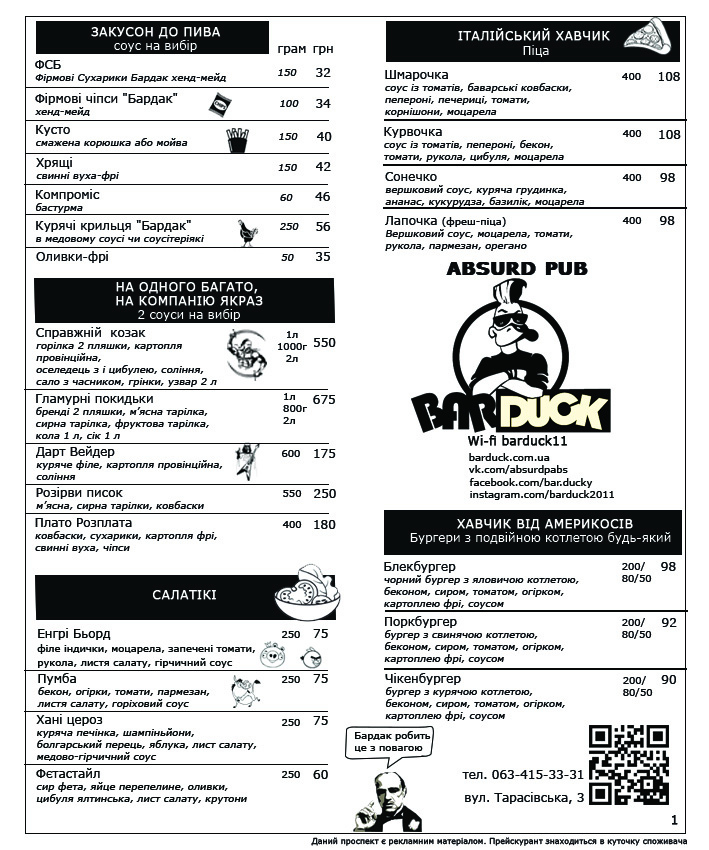 ЗАКУСОН ДО ПИВА
соус на вибір
грам грн
ФСБ 150 32
Фірмові Сухарики Бардак хенд-мейд
Фірмові чіпси "Бардак" 100 34
хенд-мейд
Кусто 150 40
смажена корюшка або мойва
Хрящі 150 42
свинні вуха-фрі
Компроміс 60 46
бастурма
Курячі крильця "Бардак" 250 56
в медовому соусі чи соусітеріякі
Оливки-фрі 50 35
НА ОДНОГО БАГАТО,
НА КОМПАНІЮ ЯКРАЗ
2 соуси на вибір
Справжній козак 1л 1000г 2л 550
горілка 2 пляшки, картопля
провінційна,
оселедець з і цибулею, соління,
сало з часником, грінки, узвар 2 л
Гламурні покидьки 1л 800г 2л 675
бренді 2 пляшки, м'ясна тарілка,
сирна тарілка, фруктова тарілка,
кола 1 л, сік 1 л
Дарт Вейдер 600 175
куряче філе, картопля провінційна,
соління
Розірви писок 550 250
м'ясна, сирна тарілки, ковбаски
Плато Розплата 400 180
ковбаски, сухарики, картопля фрі,
свинні вуха, чіпси
САЛАТІКІ
Енгрі Бьорд 250 75
філе індички, моцарела, запечені томати,
рукола, листя салату, гірчичний соус
Пумба 250 75
бекон, огірки, томати, пармезан,
листя салату, горіховий соус
Хані цероз 250 75
куряча печінка, шампіньйони,
болгарський перець, яблука, лист салату,
медово-гірчичний соус
Фєтастайл 250 60
сир фета, яйце перепелине, оливки,
цибуля ялтинська, лист салату, крутони
ІТАЛІЙСЬКИЙ ХАВЧИК
Піца
Шмарочка 400 108
соус із томатів, баварські ковбаски,
пепероні, печериці, томати,
корнішони, моцарела
Курвочка 400 108
соус із томатів, пепероні, бекон,
томати, рукола, цибуля, моцарела
Сонечко 400 98
вершковий соус, куряча грудинка,
ананас, кукурудза, базилік, моцарела
Лапочка (фреш-піца) 400 98
Вершковий соус, моцарела, томати,
рукола, пармезан, орегано
ABSURD PUB
BARDUCK
Wi-fi barduck11
barduck.com.ua
vk.com/absurdpabs
facebook.com/bar.ducky
instagram.com/barduck2011
ХАВЧИК ВІД АМЕРИКОСІВ
Бургери з подвійною котлетою будь-який
Блекбургер 200/80/50 98
чорний бургер з яловичою котлетою,
беконом, сиром, томатом, огірком,
картоплею фрі, соусом
Поркбургер 200/80/50 92
бургер з свинячою котлетою,
беконом, сиром, томатом, огірком,
картоплею фрі, соусом
Чікенбургер 200/80/50 90
бургер з курячою котлетою,
беконом, сиром, томатом, огірком,
картоплею фрі, соусом
Бардак робить
це з повагою
тел. 063-415-33-31
вул. Тарасівська, 3
1
Даний проспект є рекламним матеріалом. Прейскурант знаходиться в куточку споживача